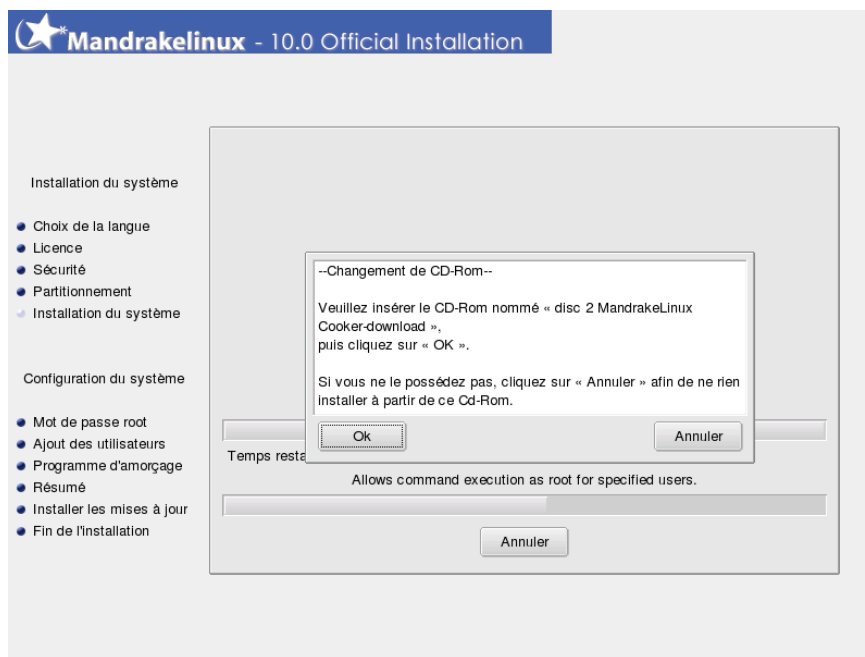 Mandrakelinux - 10.0 Official Installation
Installation du système
Choix de la langue
Licence
Sécurité
Partitionnement
Installation du système
Configuration du système
Mot de passe root
Ajout des utilisateurs
Programme d'amorçage
Résumé
Installer les mises à jour
Fin de l'installation
--Changement de CD-Rom--
Veuillez insérer le CD-Rom nommé « disc 2 MandrakeLinux
Cooker-download »,
puis cliquez sur « OK ».
Si vous ne le possédez pas, cliquez sur « Annuler » afin de ne rien
installer à partir de ce Cd-Rom.
Ok
Annuler
Temps resta
Allows command execution as root for specified users.
Annuler